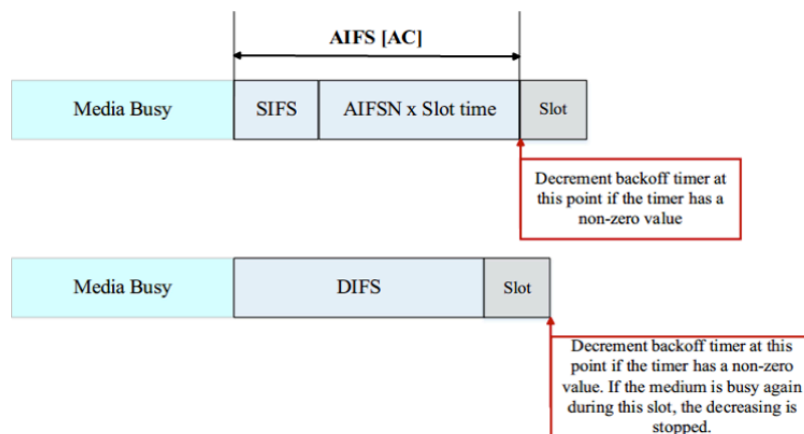 AIFS [AC]
Media Busy
SIFS
AIFSN x Slot time
Slot
Decrement backoff timer at
this point if the timer has a
non-zero value
Media Busy
DIFS
Slot
Decrement backoff timer at this
point if the timer has a non-zero
value. If the medium is busy again
during this slot, the decreasing is
stopped.